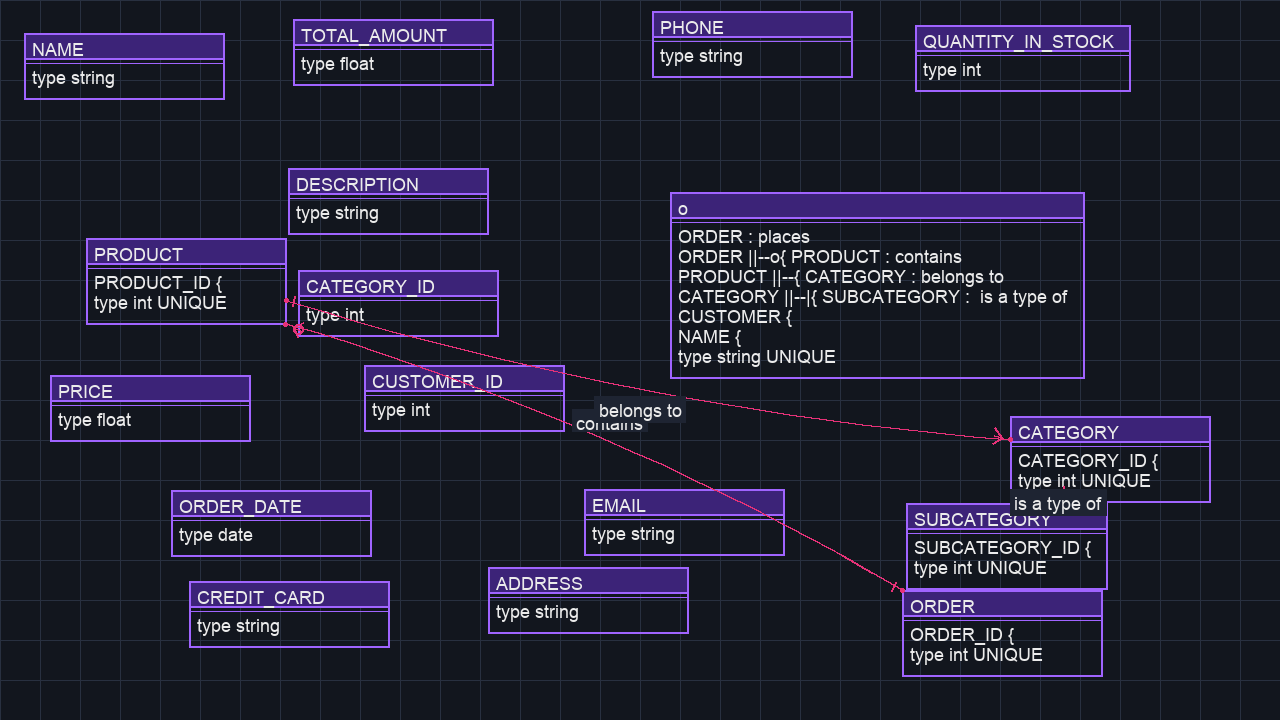 NAME
type string
TOTAL_AMOUNT
type float
PHONE
type string
QUANTITY_IN_STOCK
type int
DESCRIPTION
type string
PRODUCT
PRODUCT_ID {
type int UNIQUE
CATEGORY_ID
type int
o
ORDER : places
ORDER ||--o{ PRODUCT : contains
PRODUCT ||--{ CATEGORY : belongs to
CATEGORY ||--|{ SUBCATEGORY :  is a type of
CUSTOMER {
NAME {
type string UNIQUE
PRICE
type float
CUSTOMER_ID
type int
belongs to
contains
CATEGORY
CATEGORY_ID {
type int UNIQUE
is a type of
ORDER_DATE
type date
EMAIL
type string
SUBCATEGORY
SUBCATEGORY_ID {
type int UNIQUE
CREDIT_CARD
type string
ADDRESS
type string
ORDER
ORDER_ID {
type int UNIQUE